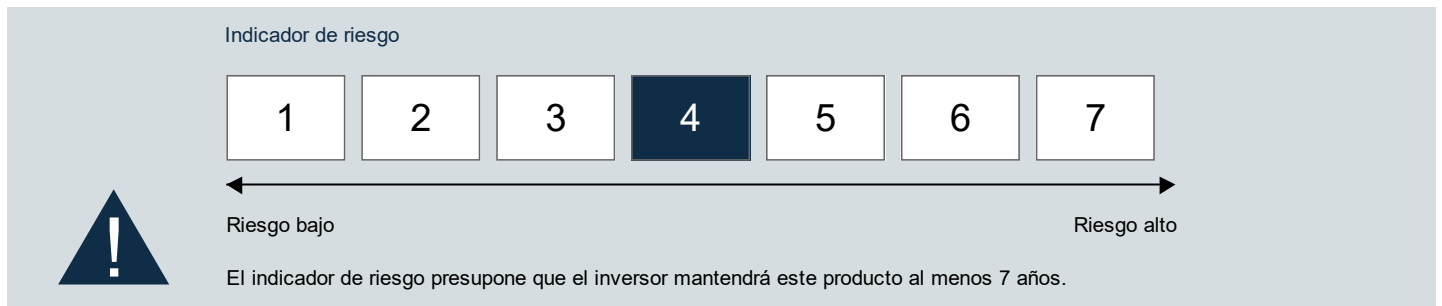 Indicador de riesgo
1 2 3 4 5 6 7
Riesgo bajo Riesgo alto
!
El indicador de riesgo presupone que el inversor mantendrá este producto al menos 7 años.